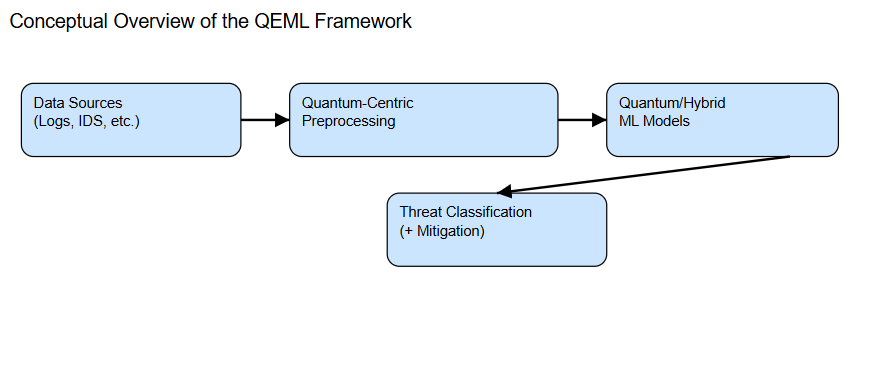 Conceptual Overview of the QEML Framework
Data Sources
(Logs, IDS, etc.)
Quantum-Centric
Preprocessing
Quantum/Hybrid
ML Models
Threat Classification
(+ Mitigation)